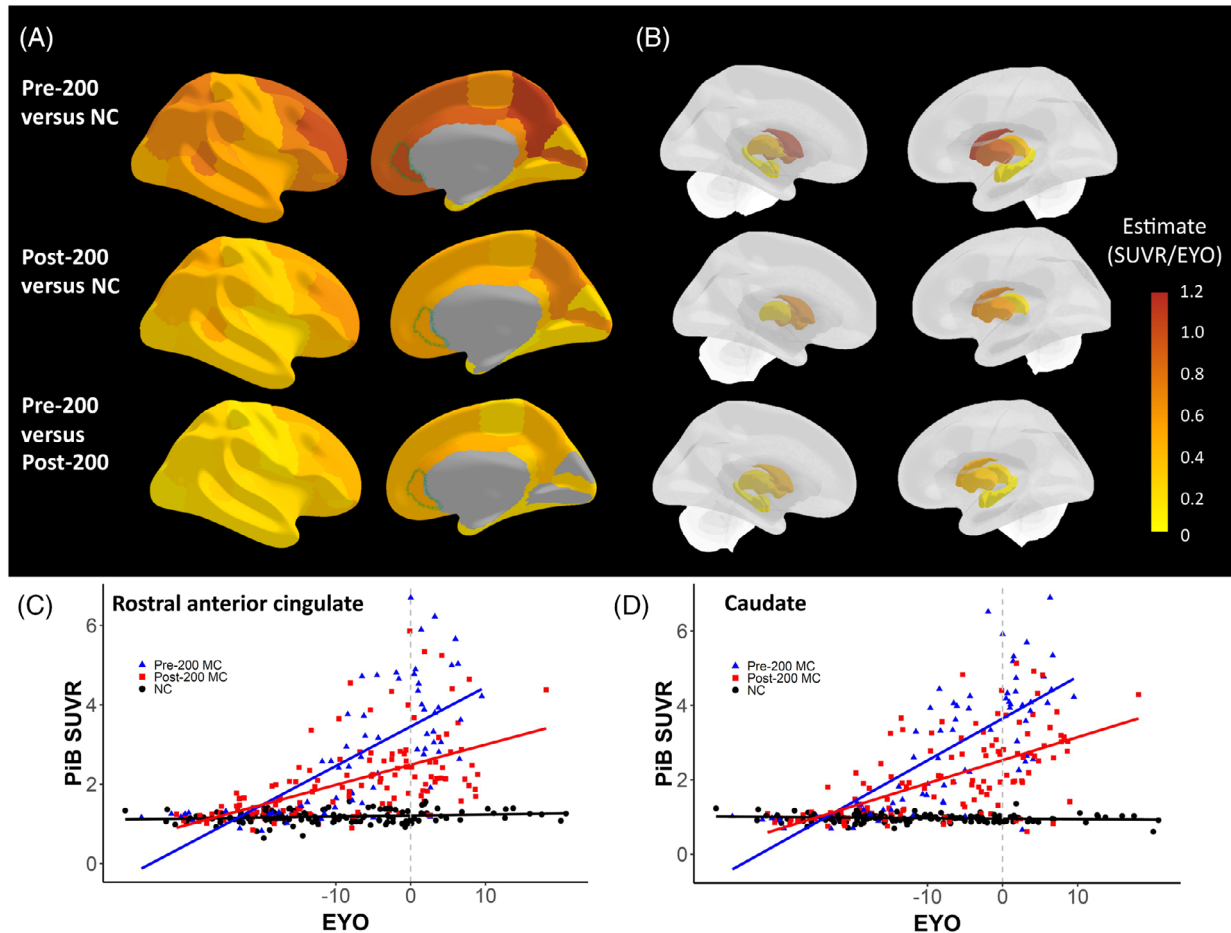 (A)
(B)
Pre-200
versus NC
Post-200
versus NC
Pre-200
versus
Post-200
Estimate
(SUVR/EYO)
1.2
1.0
0.8
0.6
0.4
0.2
0
(C)
Rostral anterior cingulate
Pre-200 MC
Post-200 MC
NC
PiB SUVR
6
4
2
0
-10
0
10
EYO
(D)
Caudate
Pre-200 MC
Post-200 MC
NC
PiB SUVR
6
4
2
0
-10
0
10
EYO